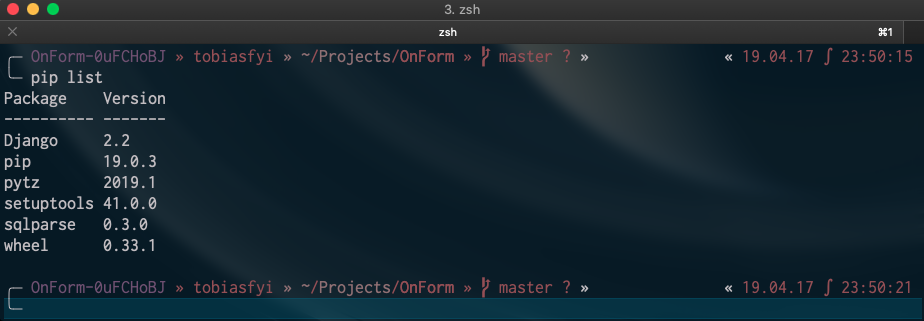 3. zsh
zsh ⌘1
OnForm-0uFCHoBJ » tobiasfyi » ~/Projects/OnForm » master ? » « 19.04.17 ∫ 23:50:15
pip list
Package    Version
---------- -------
Django     2.2
pip        19.0.3
pytz       2019.1
setuptools 41.0.0
sqlparse   0.3.0
wheel      0.33.1
OnForm-0uFCHoBJ » tobiasfyi » ~/Projects/OnForm » master ? » « 19.04.17 ∫ 23:50:21